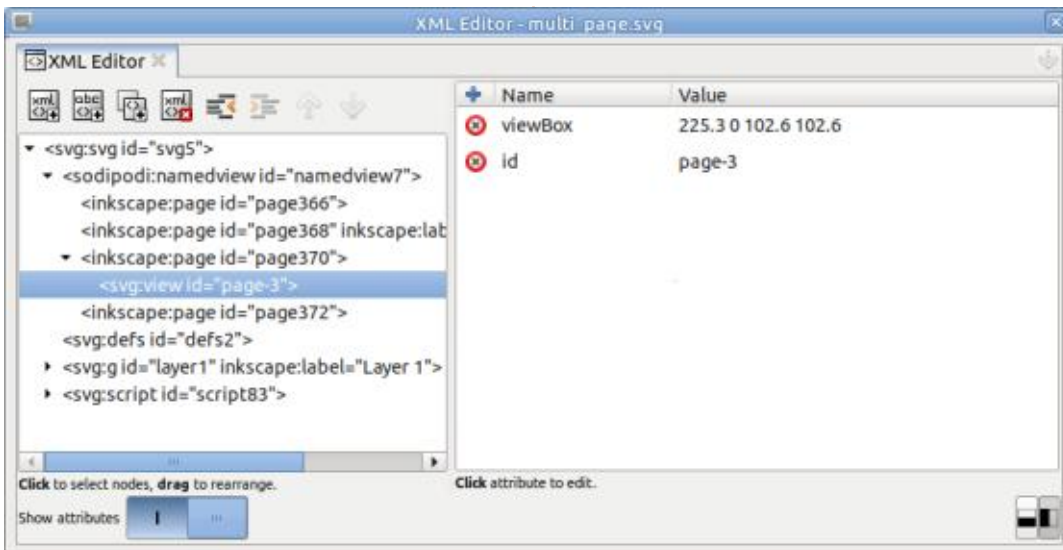 XML Editor - multi_page.svg
XML Editor
Name Value
viewBox 225.3 0 102.6 102.6
id page-3
<svg:svg id="svg5">
<sodipodi:namedview id="namedview7">
<inkscape:page id="page366">
<inkscape:page id="page368" inkscape:lab
<inkscape:page id="page370">
<svg:view id="page-3">
<inkscape:page id="page372">
<svg:defs id="defs2">
<svg:g id="layer1" inkscape:label="Layer 1">
<svg:script id="script83">
Click to select nodes, drag to rearrange.
Click attribute to edit.
Show attributes